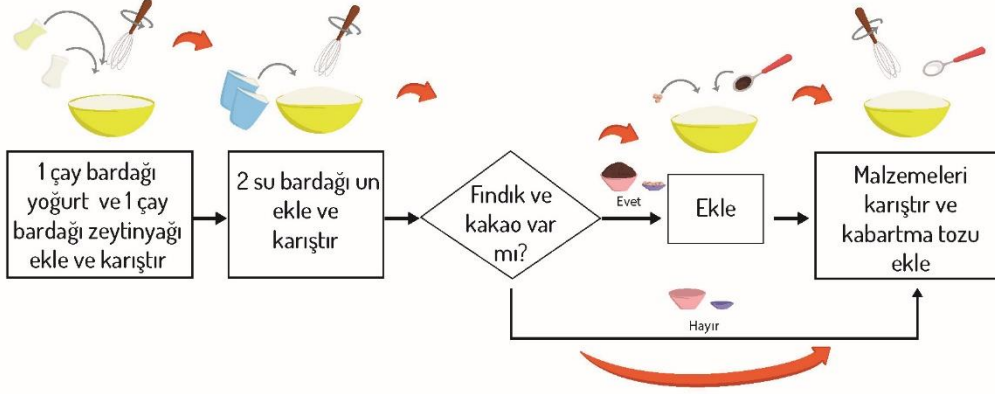 1 çay bardağı
yoğurt ve 1 çay
bardağı zeytinyağı
ekle ve karıştır
2 su bardağı un
ekle ve
karıştır
Fındık ve
kakao var
mı?
Evet
Ekle
Malzemeleri
karıştır ve
kabartma tozu
ekle
Hayır